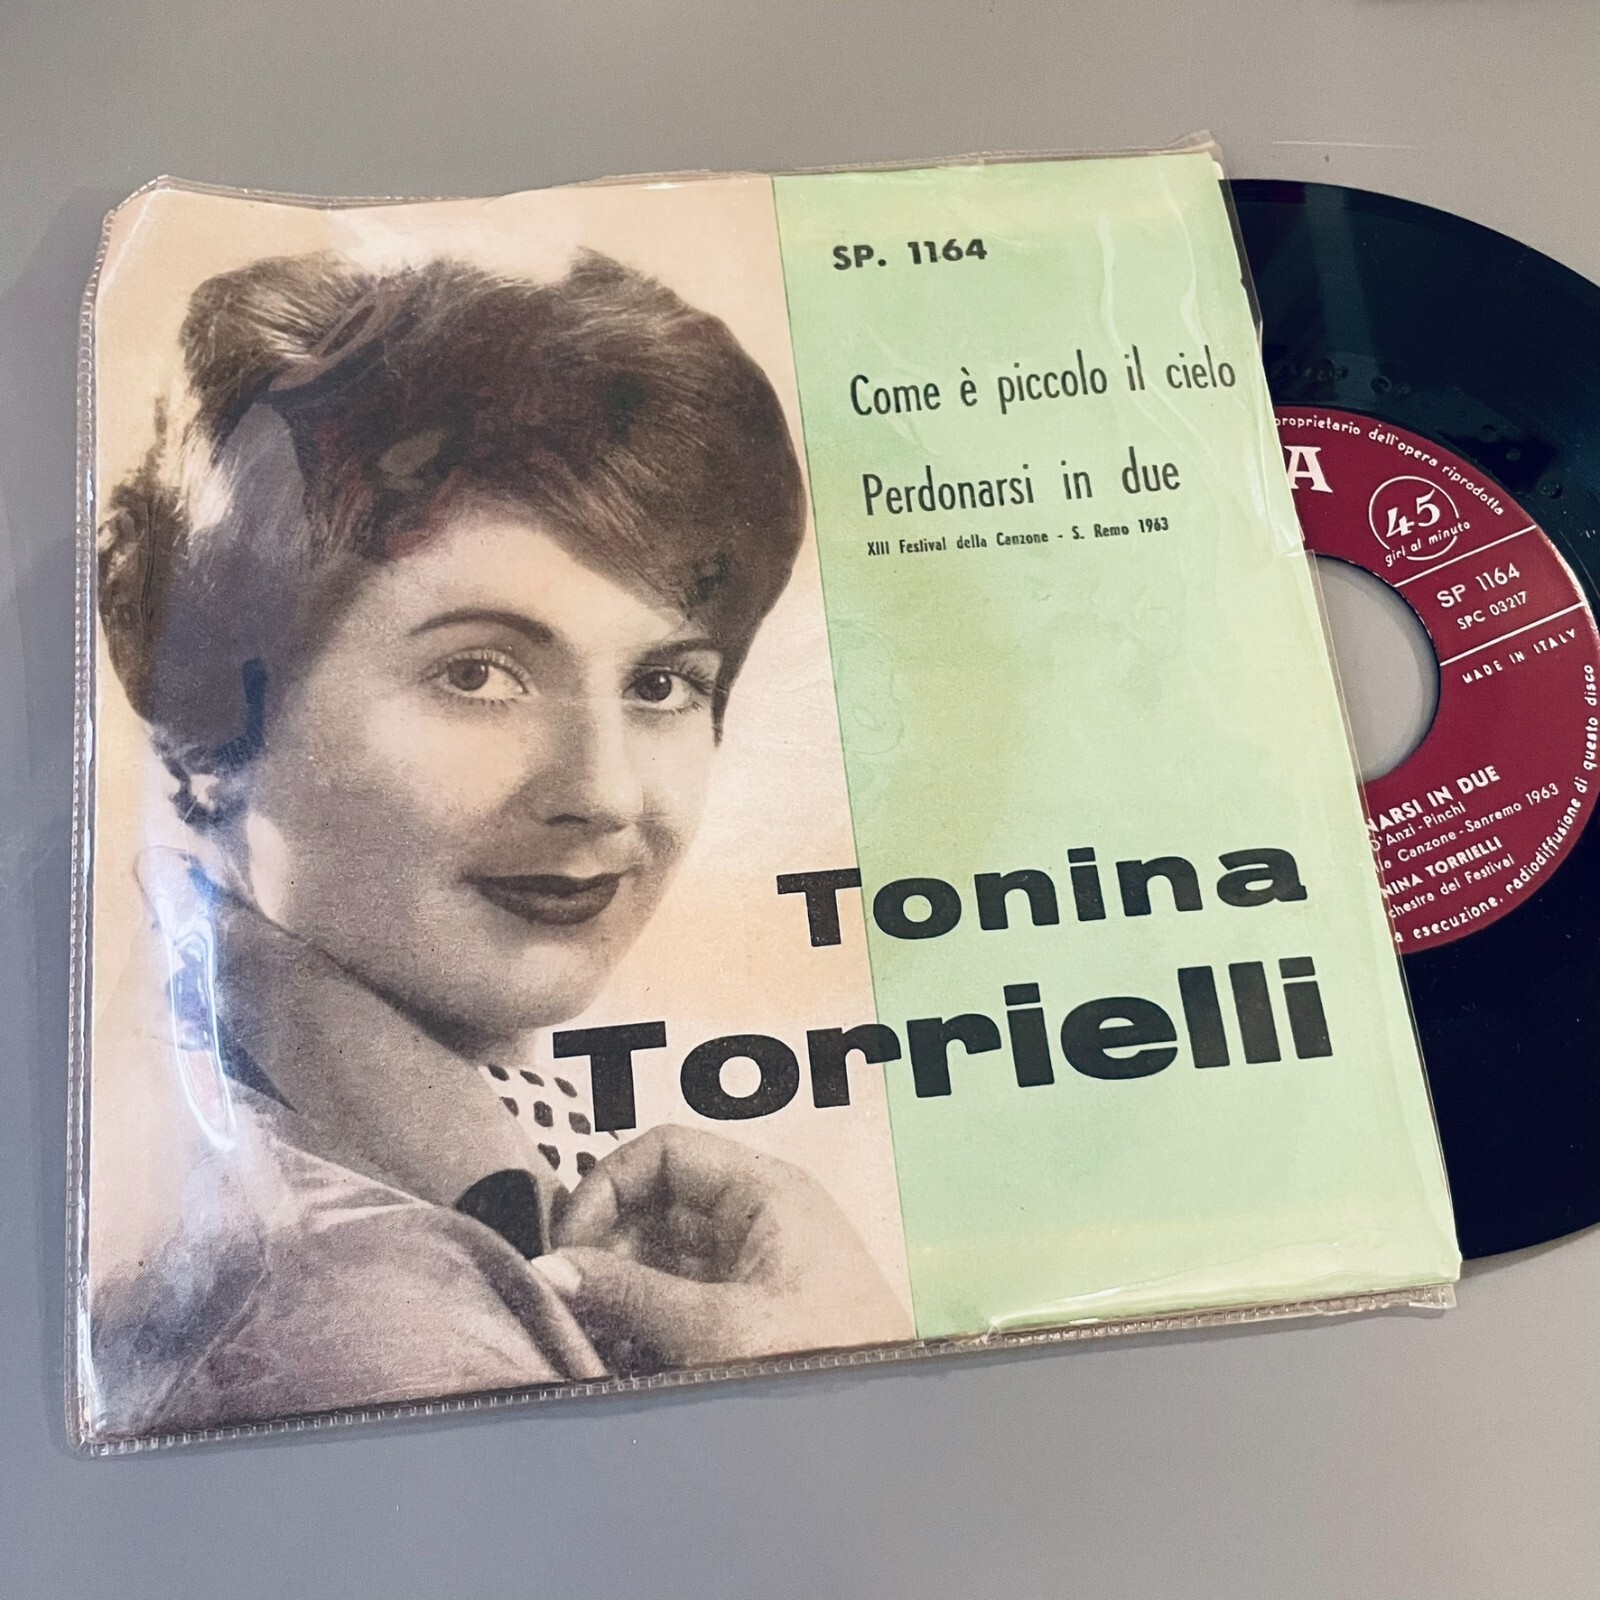 SP. 1164
Come è piccolo il cielo
Perdonarsi in due
XIII Festival della Canzone - S. Remo 1963
Tonina
Torrielli
proprietario dell'opera riprodotta
A
45
giri al minuto
SP 1164
SPC 03217
MADE IN ITALY
NARSI IN DUE
D'Anzi - Pinchi
la Canzone - Sanremo 1963
NINA TORRIELLI
chestra del Festival
a esecuzione, radiodiffusione di questo disco